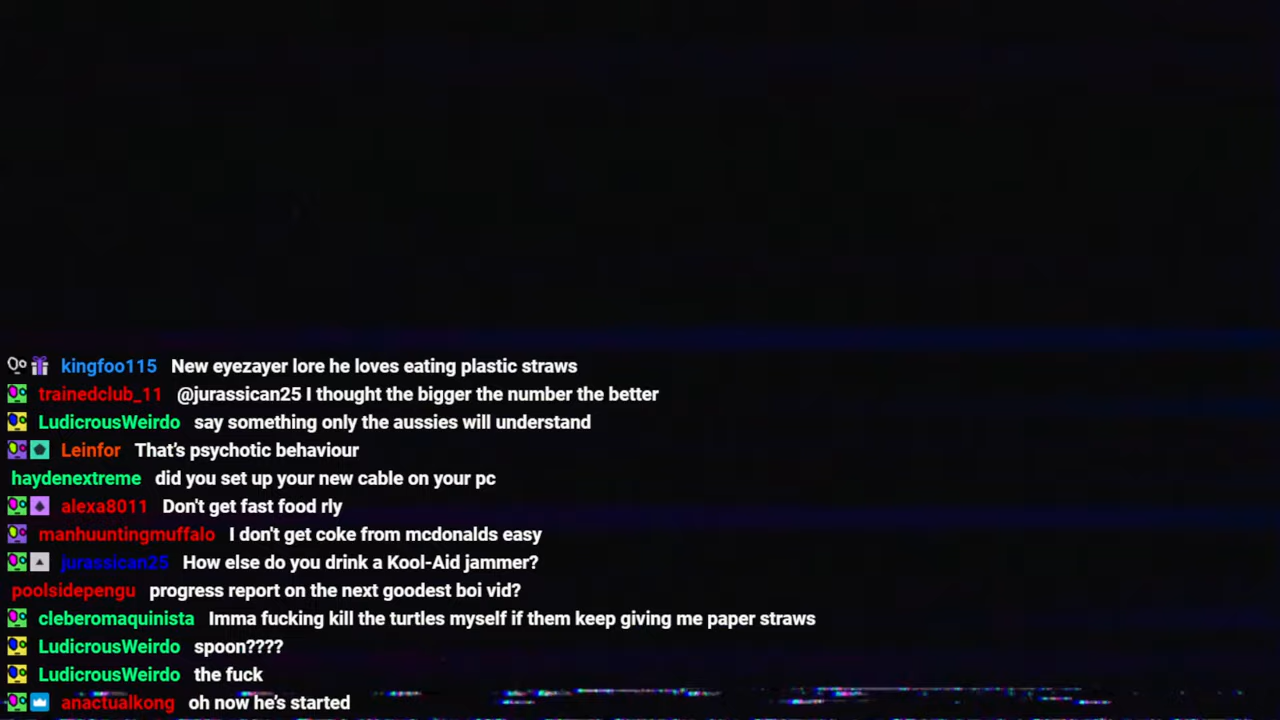 kingfoo115 New eyezayer lore he loves eating plastic straws
trainedclub_11 @jurassican25 I thought the bigger the number the better
LudicrousWeirdo say something only the aussies will understand
Leinfor That's psychotic behaviour
haydenextreme did you set up your new cable on your pc
alexa8011 Don't get fast food rly
manhuuntingmuffalo I don't get coke from mcdonalds easy
jurassican25 How else do you drink a Kool-Aid jammer?
poolsidepengu progress report on the next goodest boi vid?
cleberomaquinista Imma fucking kill the turtles myself if them keep giving me paper straws
LudicrousWeirdo spoon????
LudicrousWeirdo the fuck
anactualkong oh now he's started